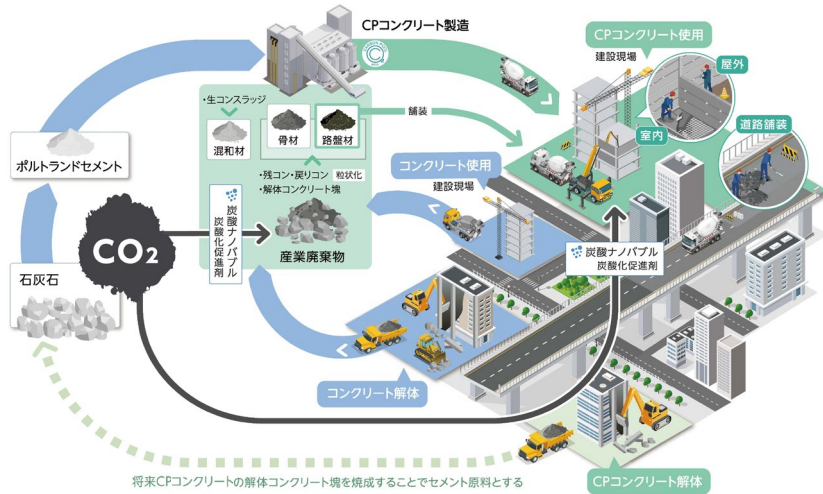 CPコンクリート製造
CPコンクリート使用
建設現場
屋外
室内
道路舗装
・生コンスラッジ
混和材
骨材
路盤材
舗装
・残コン・戻りコン 粒状化
・解体コンクリート塊
産業廃棄物
コンクリート使用
建設現場
ポルトランドセメント
石灰石
CO2
炭酸ナノバブル
炭酸化促進剤
炭酸ナノバブル
炭酸化促進剤
コンクリート解体
CPコンクリート解体
将来CPコンクリートの解体コンクリート塊を焼成することでセメント原料とする